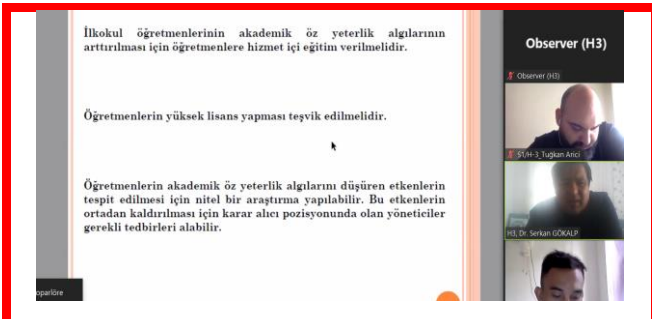 İlkokul öğretmenlerinin akademik öz yeterlik algılarının
arttırılması için öğretmenlere hizmet içi eğitim verilmelidir.
Öğretmenlerin yüksek lisans yapması teşvik edilmelidir.
Öğretmenlerin akademik öz yeterlik algılarını düşüren etkenlerin
tespit edilmesi için nitel bir araştırma yapılabilir. Bu etkenlerin
ortadan kaldırılması için karar alıcı pozisyonunda olan yöneticiler
gerekli tedbirleri alabilir.
oparlöre
Observer (H3)
Observer (H3)
S1/H-3_Tuğkan Arici
H3, Dr. Serkan GÖKALP